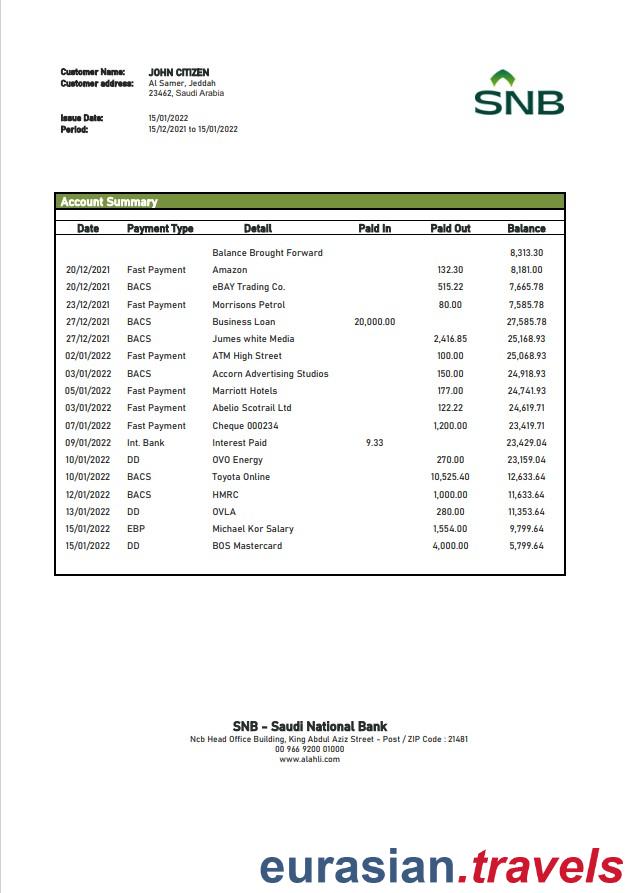 Customer Name: JOHN CITIZEN
Customer address: Al Samer, Jeddah
23462, Saudi Arabia
SNB
Issue Date: 15/01/2022
Period: 15/12/2021 to 15/01/2022
Account Summary
Date Payment Type Detail Paid In Paid Out Balance
Balance Brought Forward 8,313.30
20/12/2021 Fast Payment Amazon 132.30 8,181.00
20/12/2021 BACS eBAY Trading Co. 515.22 7,665.78
23/12/2021 Fast Payment Morrisons Petrol 80.00 7,585.78
27/12/2021 BACS Business Loan 20,000.00 27,585.78
27/12/2021 BACS Jumes white Media 2,416.85 25,168.93
02/01/2022 Fast Payment ATM High Street 100.00 25,068.93
03/01/2022 BACS Accorn Advertising Studios 150.00 24,918.93
05/01/2022 Fast Payment Marriott Hotels 177.00 24,741.93
03/01/2022 Fast Payment Abelio Scotrail Ltd 122.22 24,619.71
07/01/2022 Fast Payment Cheque 000234 1,200.00 23,419.71
09/01/2022 Int. Bank Interest Paid 9.33 23,429.04
10/01/2022 DD OVO Energy 270.00 23,159.04
10/01/2022 BACS Toyota Online 10,525.40 12,633.64
12/01/2022 BACS HMRC 1,000.00 11,633.64
13/01/2022 DD OVLA 280.00 11,353.64
15/01/2022 EBP Michael Kor Salary 1,554.00 9,799.64
15/01/2022 DD BOS Mastercard 4,000.00 5,799.64
SNB - Saudi National Bank
Ncb Head Office Building, King Abdul Aziz Street - Post / ZIP Code : 21481
00 966 9200 01000
www.alahli.com
eurasian.travels